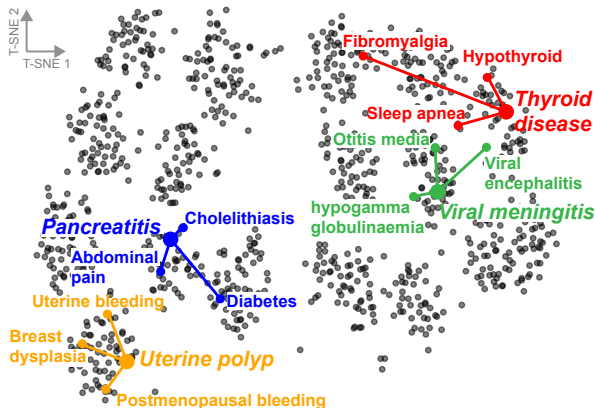 T-SNE 2
T-SNE 1
Fibromyalgia
Hypothyroid
Thyroid
disease
Sleep apnea
Otitis media
Viral
encephalitis
hypogamma
globulinaemia
Viral meningitis
Pancreatitis
Cholelithiasis
Abdominal
pain
Diabetes
Uterine bleeding
Breast
dysplasia
Uterine polyp
Postmenopausal bleeding